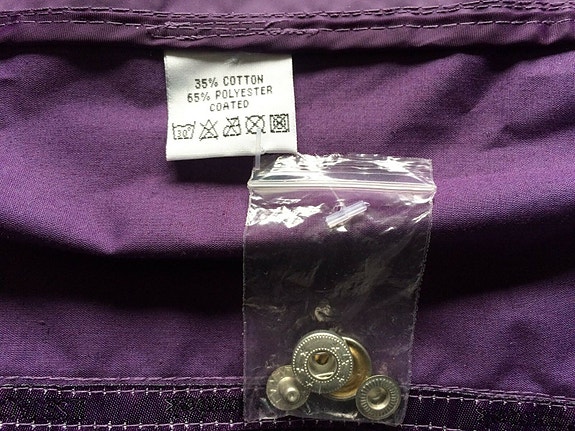 35% COTTON
65% POLYESTER
COATED
30°